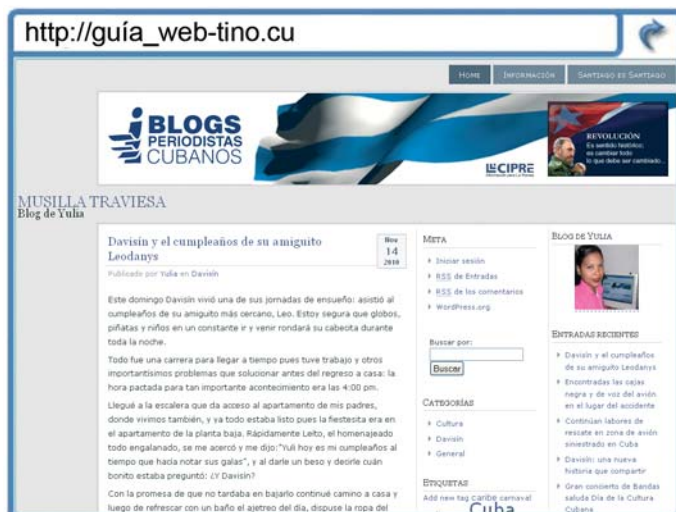 http://guía_web-tino.cu
HOME
INFORMACIÓN
SANTIAGO ES SANTIAGO
BLOGS
PERIODISTAS
CUBANOS
CIPRE
REVOLUCIÓN
Es sentido histórico;
es cambiar todo
lo que debe ser cambiado...
MUSILLA TRAVIESA
Blog de Yulia
Davisín y el cumpleaños de su amiguito
Leodanys
Nov
14
2010
Publicado por Yulia en Davisín
Este domingo Davisín vivió una de sus jornadas de ensueño: asistió al
cumpleaños de su amiguito más cercano, Leo. Estoy segura que globos,
piñatas y niños en un constante ir y venir rondará su cabeota durante
toda la noche.
Todo fue una carrera para llegar a tiempo pues tuve trabajo y otros
importantísimos problemas que solucionar antes del regreso a casa: la
hora pactada para tan importante acontecimiento era las 4:00 pm.
Llegué a la escalera que da acceso al apartamento de mis padres,
donde vivimos también, y ya todo estaba listo pues la fiestesita era en
el apartamento de la planta baja. Rápidamente Leito, el homenajeado
todo engalanado, se me acercó y me dijo:"Yuli hoy es mi cumpleaños al
tiempo que hacía notar sus galas", y al darle un beso y decirle cuán
bonito estaba preguntó: ¿Y Davisín?
Con la promesa de que no tardaba en bajarlo continué camino a casa y
luego de refrescar con un baño el ajetreo del día, dispuse la ropa del
META
Iniciar sesión
RSS de Entradas
RSS de los comentarios
WordPress.org
Buscar por:
Buscar
CATEGORÍAS
Cultura
Davisín
General
ETIQUETAS
Add new tag caribe carnaval
Cuba
BLOG DE YULIA
ENTRADAS RECIENTES
Davisín y el cumpleaños
de su amiguito Leodanys
Encontradas las cajas
negra y de voz del avión
en el lugar del accidente
Continúan labores de
rescate en zona de avión
siniestrado en Cuba
Davisín: una nueva
historia que compartir
Gran concierto de Bandas
saluda Día de la Cultura
Cubana